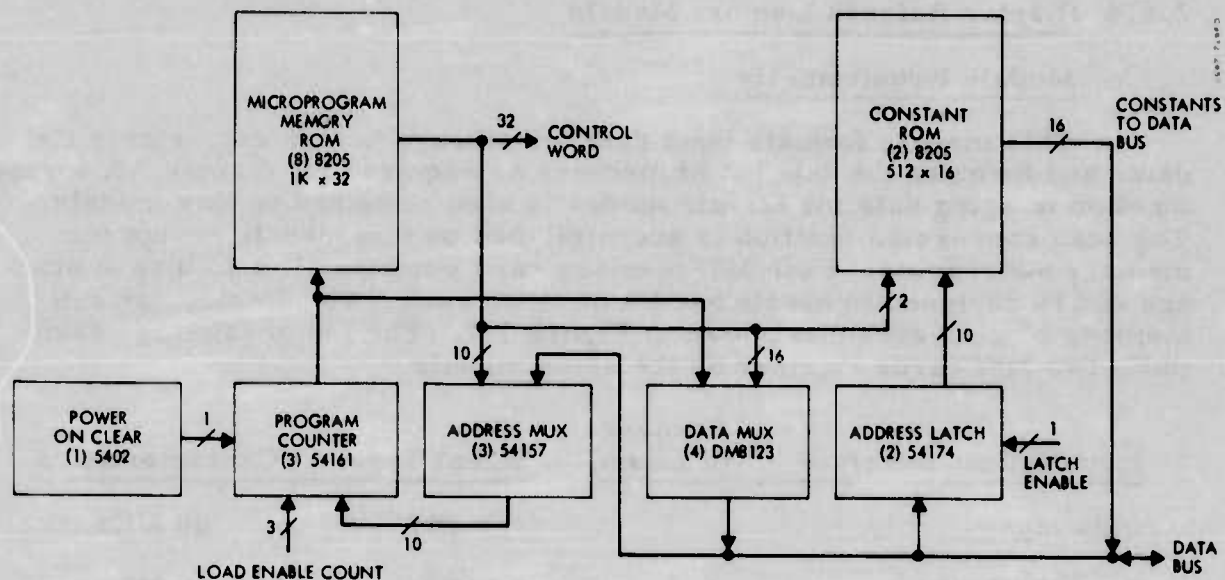 MICROPROGRAM
MEMORY
ROM
(8) 8205
1K x 32
32
CONTROL
WORD
CONSTANT
ROM
(2) 8205
512 x 16
16
CONSTANTS
TO DATA
BUS
2
10
16
10
POWER
ON CLEAR
(1) 5402
1
PROGRAM
COUNTER
(3) 54161
ADDRESS MUX
(3) 54157
DATA MUX
(4) DM8123
ADDRESS LATCH
(2) 54174
1
LATCH
ENABLE
3
10
LOAD ENABLE COUNT
DATA
BUS